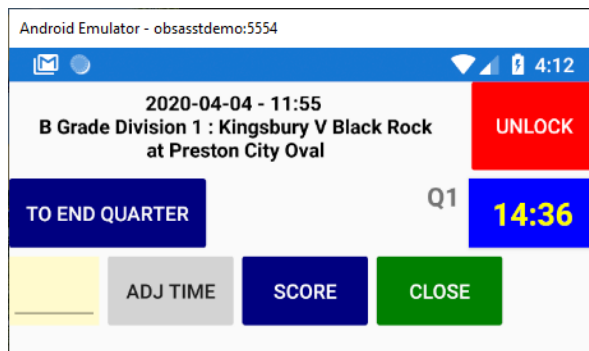 Android Emulator - obsasstdemo:5554
4:12
2020-04-04 - 11:55
B Grade Division 1 : Kingsbury V Black Rock
at Preston City Oval
UNLOCK
TO END QUARTER
Q1
14:36
ADJ TIME
SCORE
CLOSE